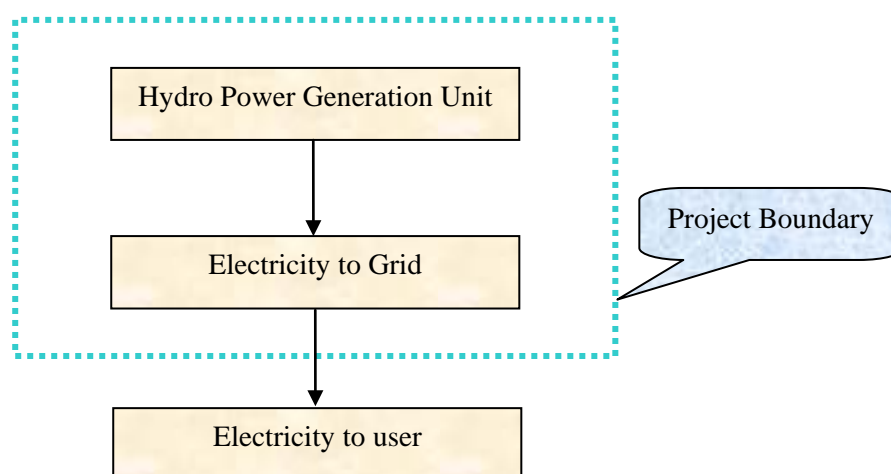 Hydro Power Generation Unit
Project Boundary
Electricity to Grid
Electricity to user